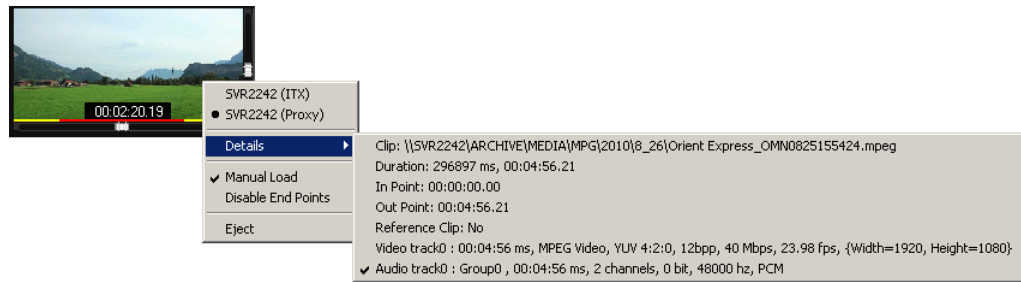 00:02:20.19
SVR2242 (ITX)
SVR2242 (Proxy)
Details
Manual Load
Disable End Points
Eject
Clip: \\SVR2242\ARCHIVE\MEDIA\MPG\2010\8_26\Orient Express_OMN0825155424.mpeg
Duration: 296897 ms, 00:04:56.21
In Point: 00:00:00.00
Out Point: 00:04:56.21
Reference Clip: No
Video track0 : 00:04:56 ms, MPEG Video, YUV 4:2:0, 12bpp, 40 Mbps, 23.98 fps, {Width=1920, Height=1080}
Audio track0 : Group0 , 00:04:56 ms, 2 channels, 0 bit, 48000 hz, PCM